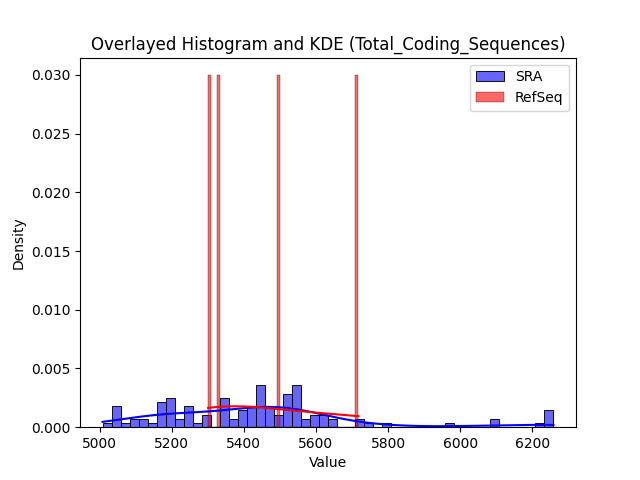 Overlayed Histogram and KDE (Total_Coding_Sequences)
SRA
RefSeq
Density
0.030
0.025
0.020
0.015
0.010
0.005
0.000
5000 5200 5400 5600 5800 6000 6200
Value